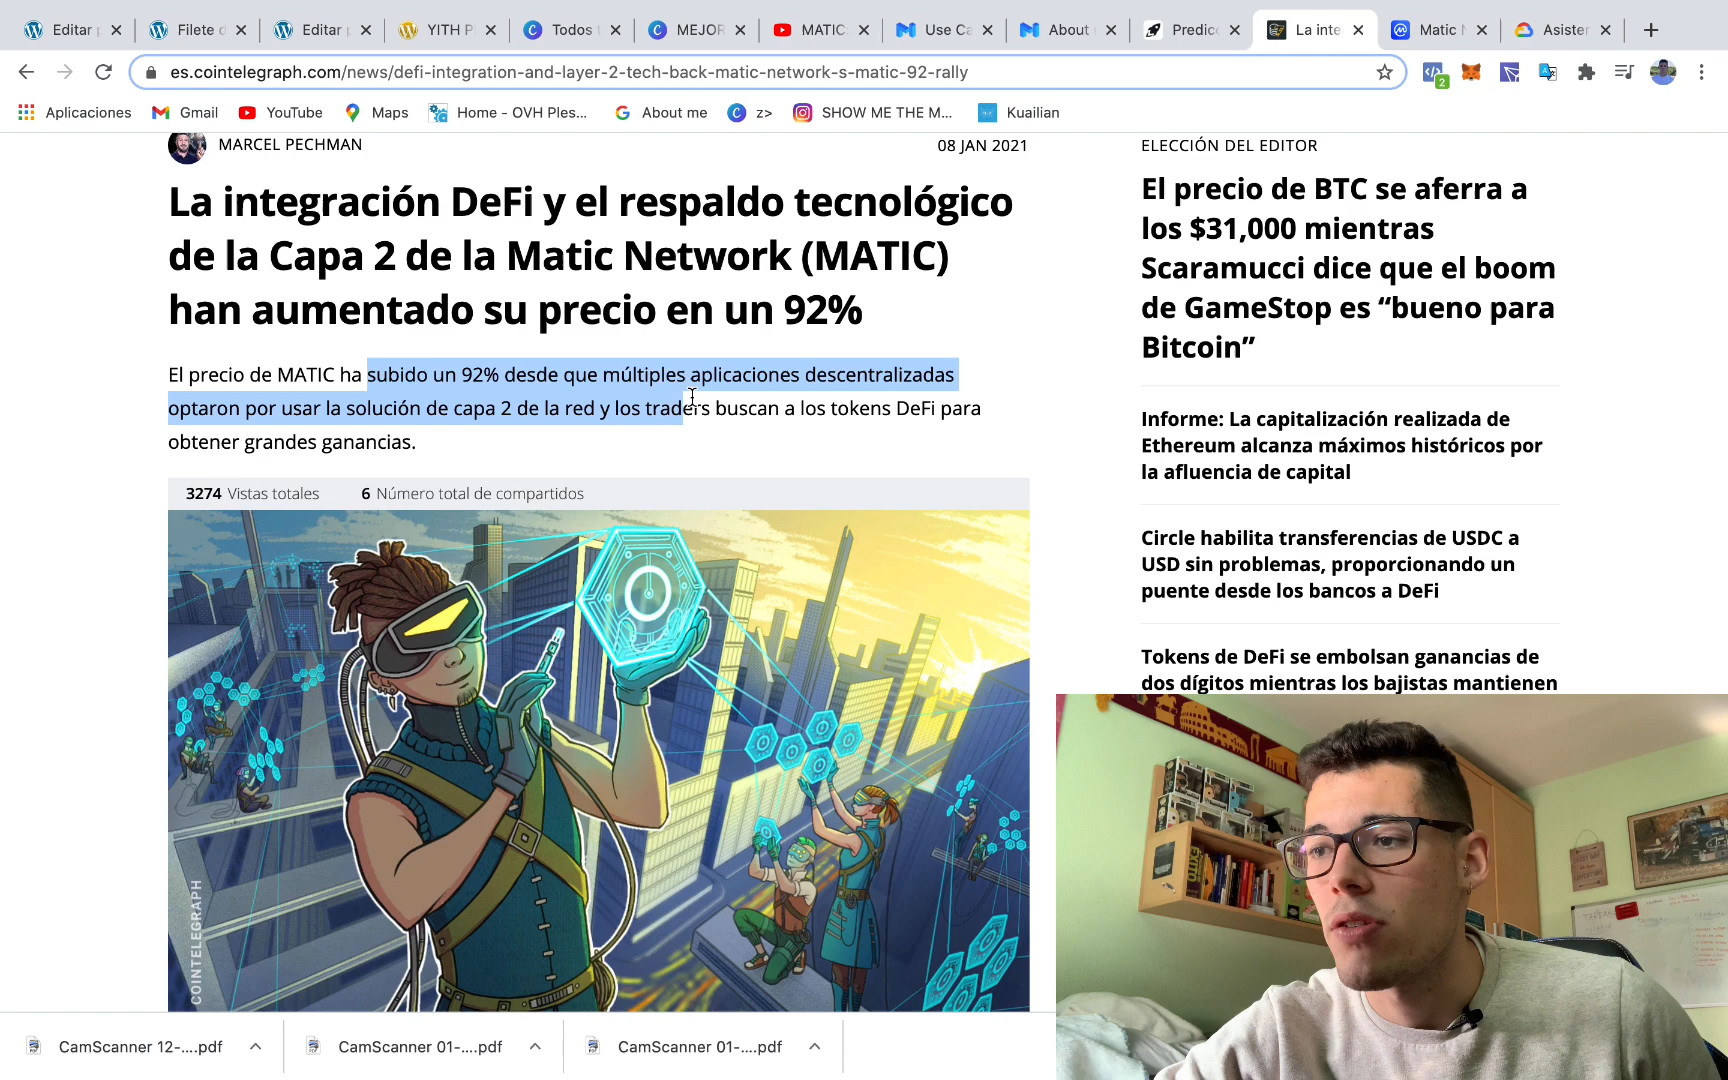 Editar
Filete d
Editar p
YITH P
Todos
MEJOR
MATIC
Use Ca
About
Predicc
La inte
Matic N
Asister
es.cointelegraph.com/news/defi-integration-and-layer-2-tech-back-matic-network-s-matic-92-rally
2
Aplicaciones
Gmail
YouTube
Maps
Home - OVH Ples...
About me
z>
SHOW ME THE M...
Kuailian
MARCEL PECHMAN
08 JAN 2021
La integración DeFi y el respaldo tecnológico
de la Capa 2 de la Matic Network (MATIC)
han aumentado su precio en un 92%
El precio de MATIC ha subido un 92% desde que múltiples aplicaciones descentralizadas
optaron por usar la solución de capa 2 de la red y los traders buscan a los tokens DeFi para
obtener grandes ganancias.
3274 Vistas totales
6 Número total de compartidos
COINTELEGRAPH
ELECCIÓN DEL EDITOR
El precio de BTC se aferra a
los $31,000 mientras
Scaramucci dice que el boom
de GameStop es “bueno para
Bitcoin”
Informe: La capitalización realizada de
Ethereum alcanza máximos históricos por
la afluencia de capital
Circle habilita transferencias de USDC a
USD sin problemas, proporcionando un
puente desde los bancos a DeFi
Tokens de DeFi se embolsan ganancias de
dos dígitos mientras los bajistas mantienen
ÉXITO
CamScanner 12-....pdf
CamScanner 01-....pdf
CamScanner 01-....pdf